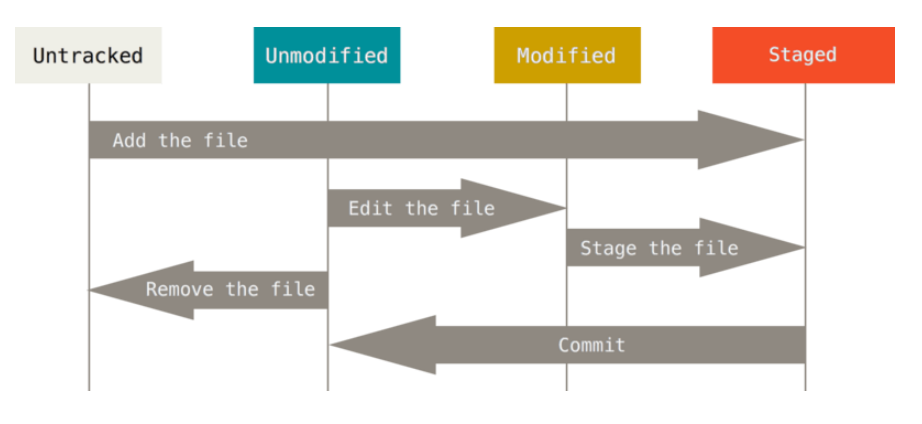 Untracked
Unmodified
Modified
Staged
Add the file
Edit the file
Stage the file
Remove the file
Commit